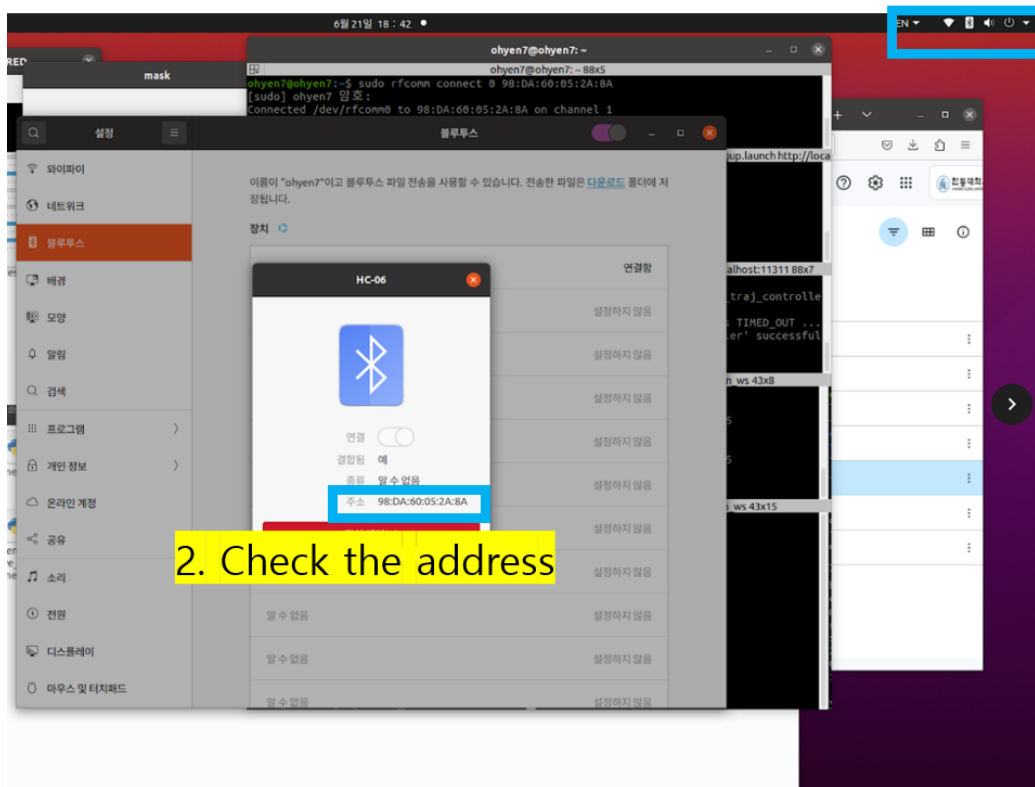 6월 21일 18 : 42
EN
mask
ohyen7@ohyen7: ~
ohyen7@ohyen7: ~ 88x5
ohyen7@ohyen7:~$ sudo rfcomm connect 0 98:DA:60:05:2A:8A
[sudo] ohyen7 암호:
Connected /dev/rfcomm0 to 98:DA:60:05:2A:8A on channel 1
설정
블루투스
와이파이
네트워크
블루투스
배경
모양
알림
검색
프로그램
개인 정보
온라인 계정
공유
소리
전원
디스플레이
마우스 및 터치패드
이름이 "ohyen7"이고 블루투스 파일 전송을 사용할 수 있습니다. 전송한 파일은 다운로드 폴더에 저
장됩니다.
장치
연결함
설정하지 않음
설정하지 않음
설정하지 않음
설정하지 않음
설정하지 않음
설정하지 않음
설정하지 않음
알 수 없음 설정하지 않음
알 수 없음 설정하지 않음
알 수 없음 설정하지 않음
HC-06
연결
결합됨 예
종류 알 수 없음
주소 98:DA:60:05:2A:8A
2. Check the address
up.launch http://loca
alhost:11311 88x7
_traj_controlle
s TIMED_OUT ...
ler' successful
n_ws 43x8
_ws 43x15